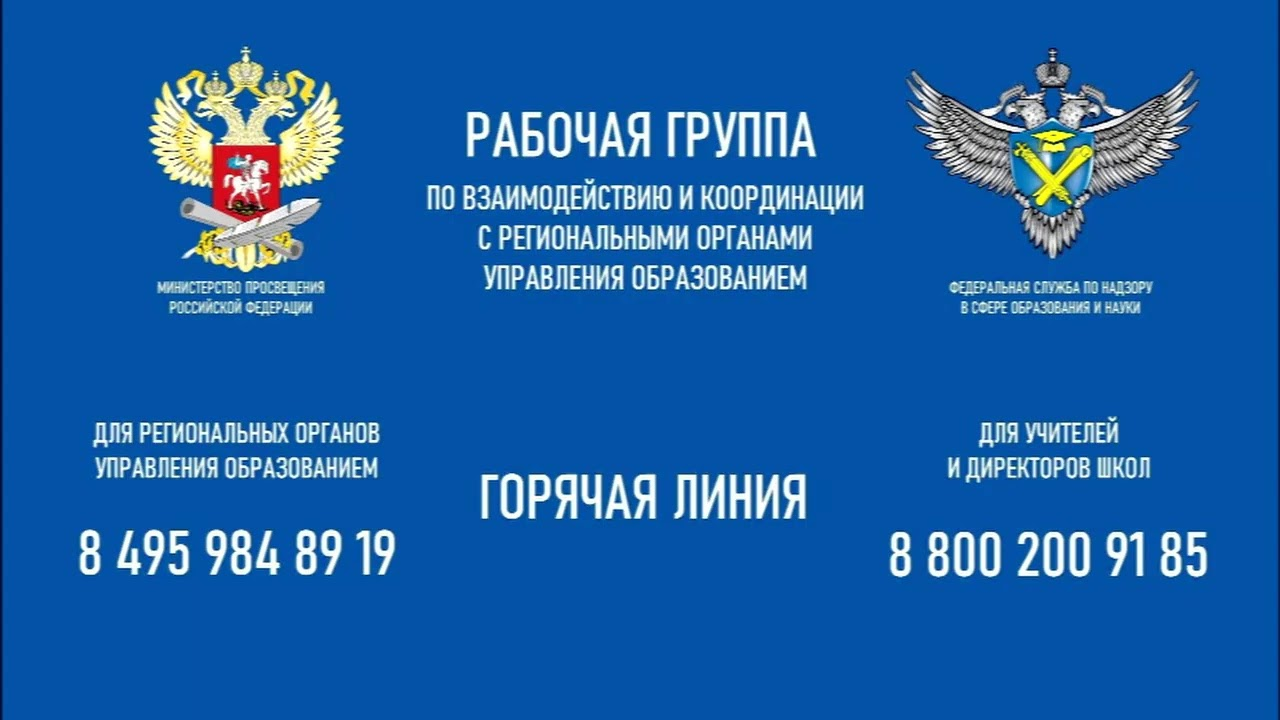 РАБОЧАЯ ГРУППА
ПО ВЗАИМОДЕЙСТВИЮ И КООРДИНАЦИИ
С РЕГИОНАЛЬНЫМИ ОРГАНАМИ
УПРАВЛЕНИЯ ОБРАЗОВАНИЕМ
МИНИСТЕРСТВО ПРОСВЕЩЕНИЯ
РОССИЙСКОЙ ФЕДЕРАЦИИ
ФЕДЕРАЛЬНАЯ СЛУЖБА ПО НАДЗОРУ
В СФЕРЕ ОБРАЗОВАНИЯ И НАУКИ
ДЛЯ РЕГИОНАЛЬНЫХ ОРГАНОВ
УПРАВЛЕНИЯ ОБРАЗОВАНИЕМ
8 495 984 89 19
ГОРЯЧАЯ ЛИНИЯ
ДЛЯ УЧИТЕЛЕЙ
И ДИРЕКТОРОВ ШКОЛ
8 800 200 91 85